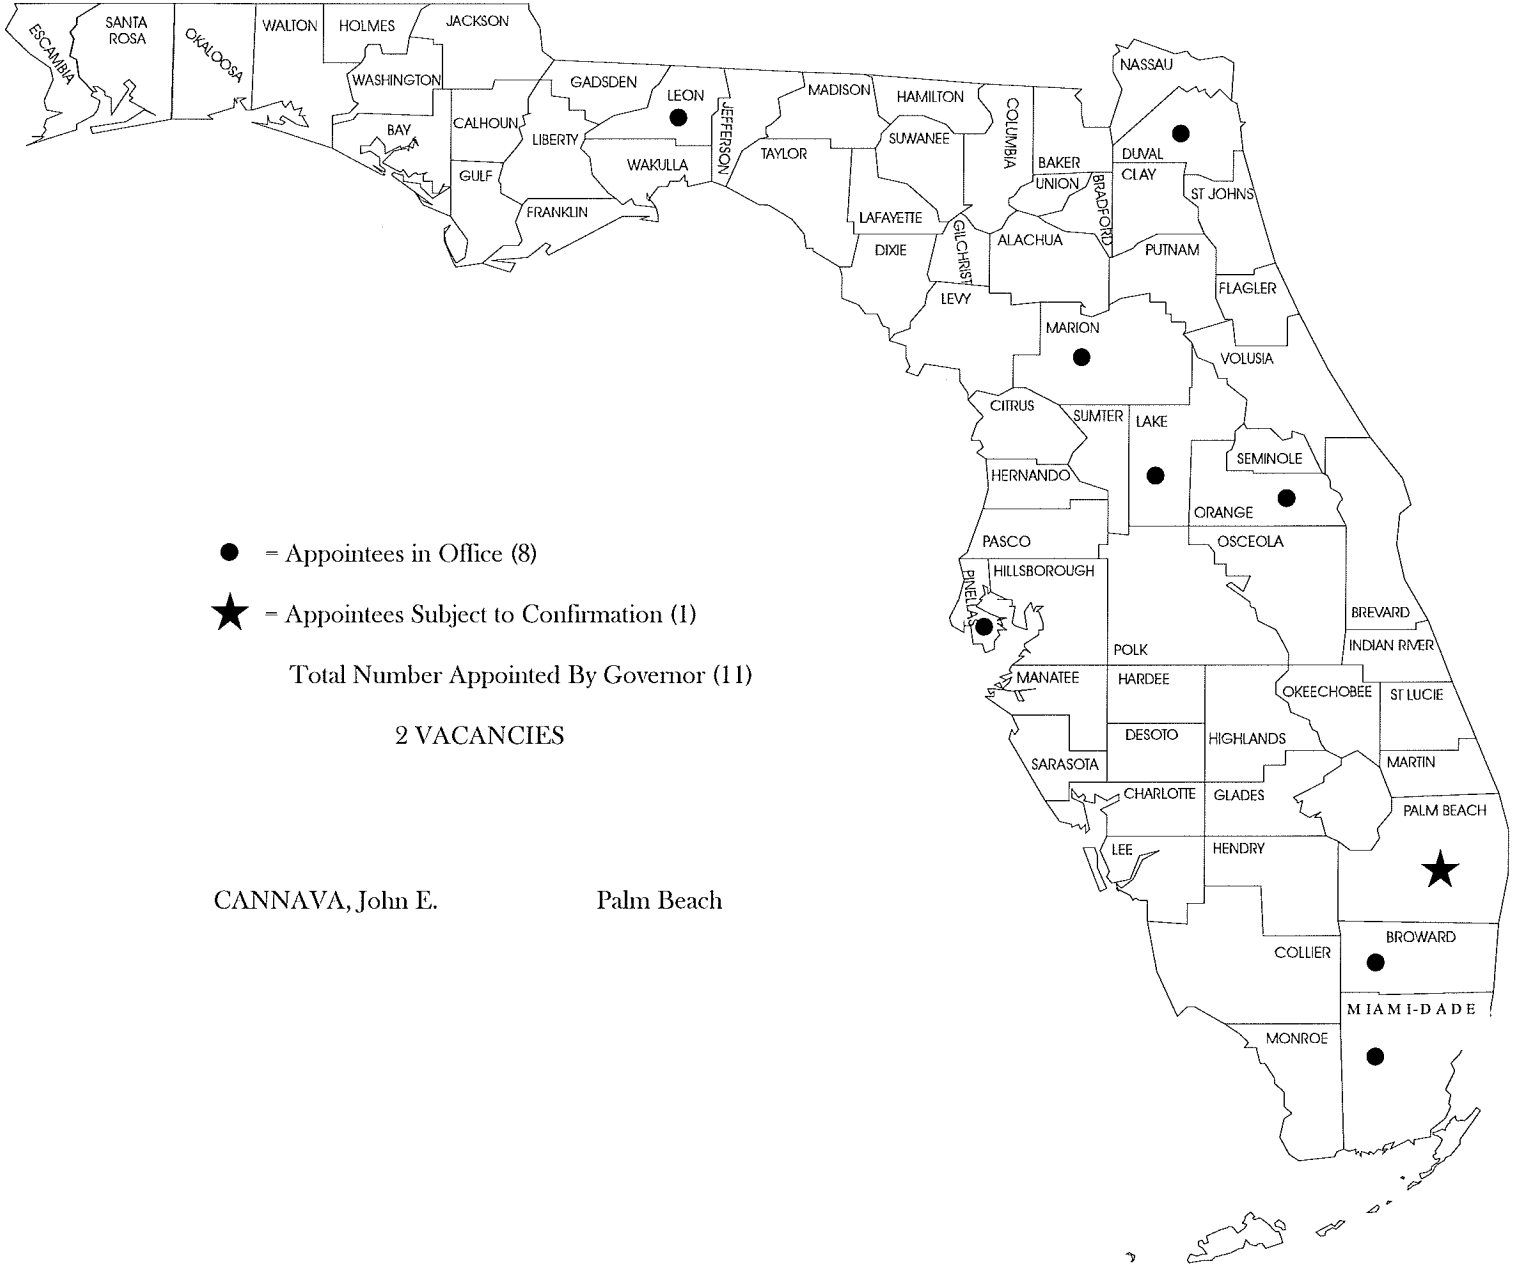 ESCAMBIA
SANTA
ROSA
OKALOOSA
WALTON
HOLMES
JACKSON
WASHINGTON
BAY
CALHOUN
GULF
GADSDEN
LIBERTY
FRANKLIN
LEON
WAKULLA
JEFFERSON
MADISON
TAYLOR
HAMILTON
SUWANEE
LAFAYETTE
DIXIE
COLUMBIA
GILCHRIST
LEVY
BAKER
UNION
BRADFORD
ALACHUA
NASSAU
DUVAL
CLAY
ST JOHNS
PUTNAM
FLAGLER
MARION
VOLUSIA
CITRUS
SUMTER
LAKE
SEMINOLE
HERNANDO
ORANGE
PASCO
OSCEOLA
PINELLAS
HILLSBOROUGH
BREVARD
POLK
INDIAN RIVER
MANATEE
HARDEE
OKEECHOBEE
ST LUCIE
DESOTO
HIGHLANDS
SARASOTA
MARTIN
CHARLOTTE
GLADES
PALM BEACH
LEE
HENDRY
BROWARD
COLLIER
MIAMI-DADE
MONROE
= Appointees in Office (8)
= Appointees Subject to Confirmation (1)
Total Number Appointed By Governor (11)
2 VACANCIES
CANNAVA, John E. Palm Beach